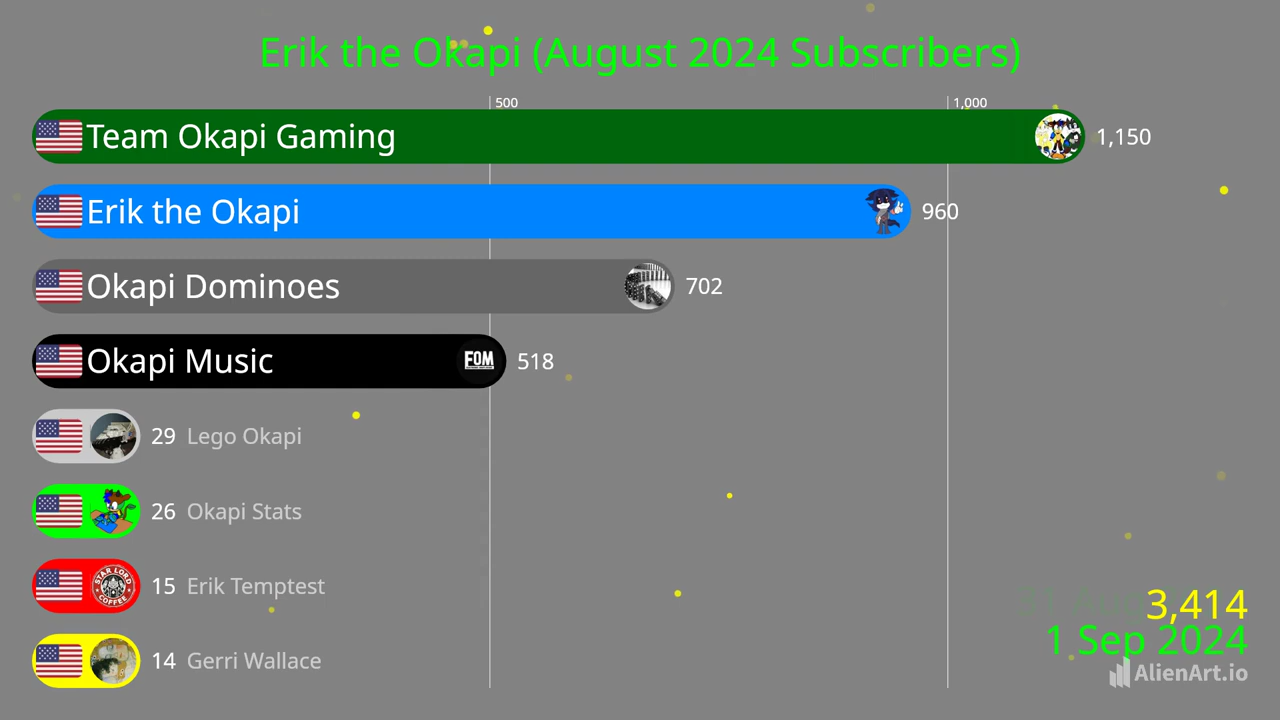 Erik the Okapi (August 2024 Subscribers)
500
1,000
Team Okapi Gaming
1,150
Erik the Okapi
960
Okapi Dominoes
702
Okapi Music
FOM
518
29 Lego Okapi
26 Okapi Stats
STAR LORD
COFFEE
15 Erik Temptest
14 Gerri Wallace
31 Aug
3,414
1 Sep 2024
AlienArt.io